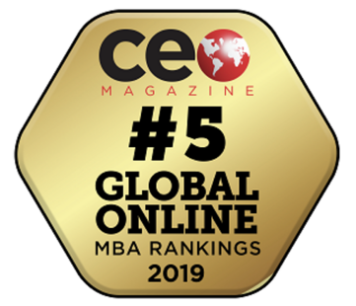 ceo
MAGAZINE
#5
GLOBAL
ONLINE
MBA RANKINGS
2019